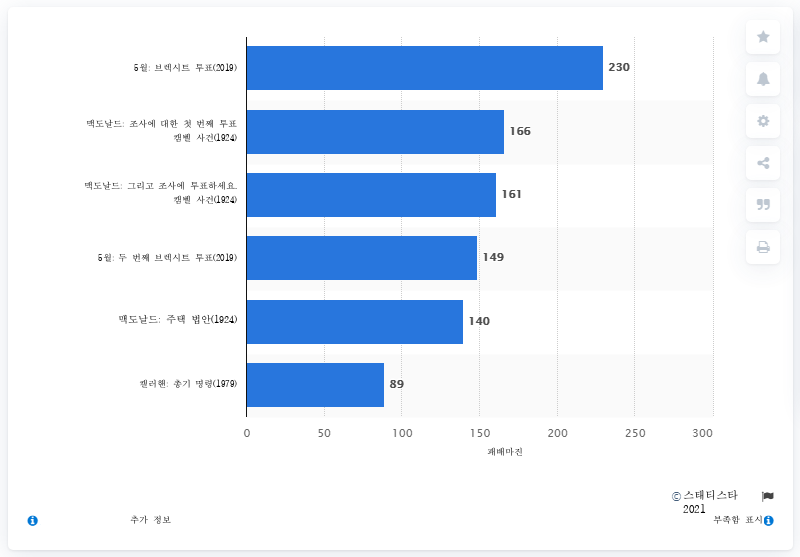 5월: 브렉시트 투표(2019)
230
맥도날드: 조사에 대한 첫 번째 투표
캠벨 사건(1924)
166
맥도날드: 그리고 조사에 투표하세요.
캠벨 사건(1924)
161
5월: 두 번째 브렉시트 투표(2019)
149
맥도날드: 주택 법안(1924)
140
캘러핸: 총기 명령(1979)
89
0 50 100 150 200 250 300
패배마진
© 스태티스타
2021
추가 정보
부족함 표시